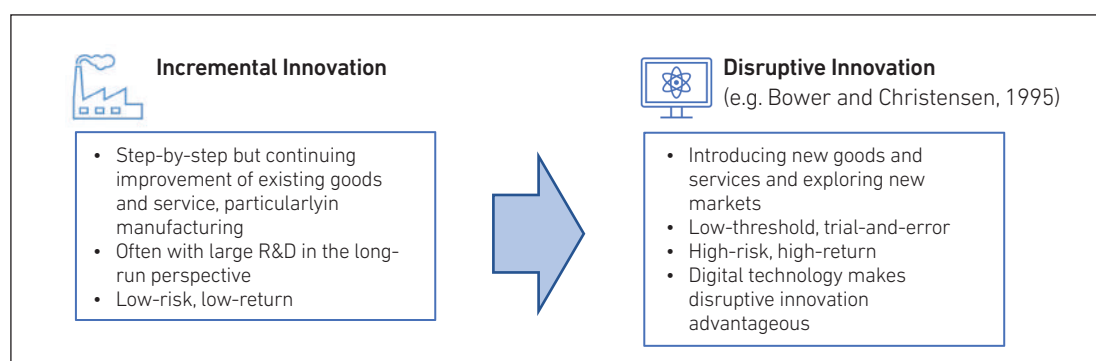 Incremental Innovation
• Step-by-step but continuing
improvement of existing goods
and service, particularlyin
manufacturing
• Often with large R&D in the long-
run perspective
• Low-risk, low-return
Disruptive Innovation
(e.g. Bower and Christensen, 1995)
• Introducing new goods and
services and exploring new
markets
• Low-threshold, trial-and-error
• High-risk, high-return
• Digital technology makes
disruptive innovation
advantageous